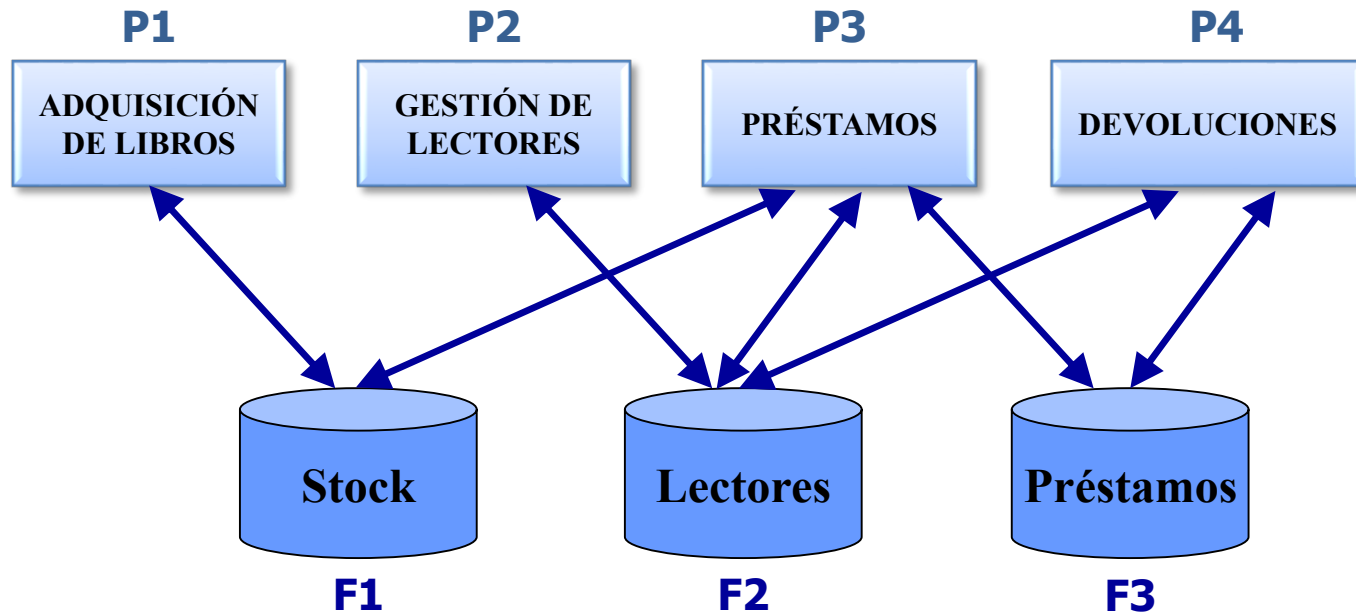 P1
P2
P3
P4
ADQUISICIÓN
DE LIBROS
GESTIÓN DE
LECTORES
PRÉSTAMOS
DEVOLUCIONES
Stock
Lectores
Préstamos
F1
F2
F3